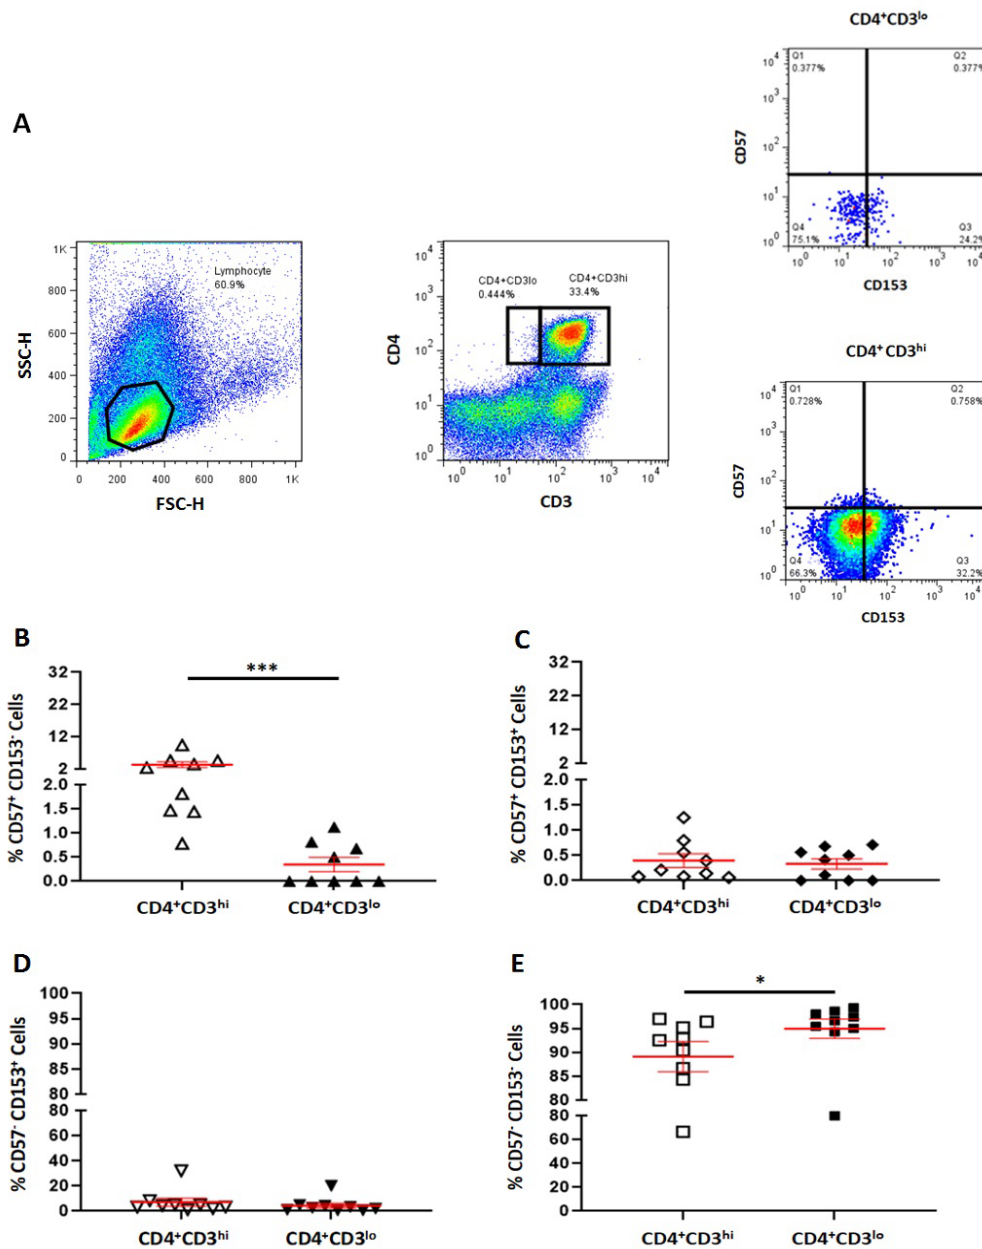 A
SSC-H
1K
800
600
400
200
0
Lymphocyte
60.9%
0 200 400 600 800 1K
FSC-H
CD4
10⁴
10³
10²
10¹
10⁰
CD4+CD3lo
0.444%
CD4+CD3hi
33.4%
10⁰ 10¹ 10² 10³ 10⁴
CD3
CD4⁺CD3ˡᵒ
CD57
10⁴
10³
10²
10¹
10⁰
Q1
0.377%
Q2
0.377%
Q4
75.1%
Q3
24.2%
10⁰ 10¹ 10² 10³ 10⁴
CD153
CD4⁺ CD3ʰⁱ
CD57
10⁴
10³
10²
10¹
10⁰
Q1
0.728%
Q2
0.758%
Q4
66.3%
Q3
32.2%
10⁰ 10¹ 10² 10³ 10⁴
CD153
B
% CD57⁺ CD153⁻ Cells
32
22
12
2
2.0
1.5
1.0
0.5
0.0
***
CD4⁺CD3ʰⁱ CD4⁺CD3ˡᵒ
C
% CD57⁺ CD153⁺ Cells
32
22
12
2
2.0
1.5
1.0
0.5
0.0
CD4⁺CD3ʰⁱ CD4⁺CD3ˡᵒ
D
% CD57⁻ CD153⁺ Cells
100
95
90
85
80
80
60
40
20
0
CD4⁺CD3ʰⁱ CD4⁺CD3ˡᵒ
E
% CD57⁻ CD153⁻ Cells
100
95
90
85
80
80
60
40
20
0
*
CD4⁺CD3ʰⁱ CD4⁺CD3ˡᵒ